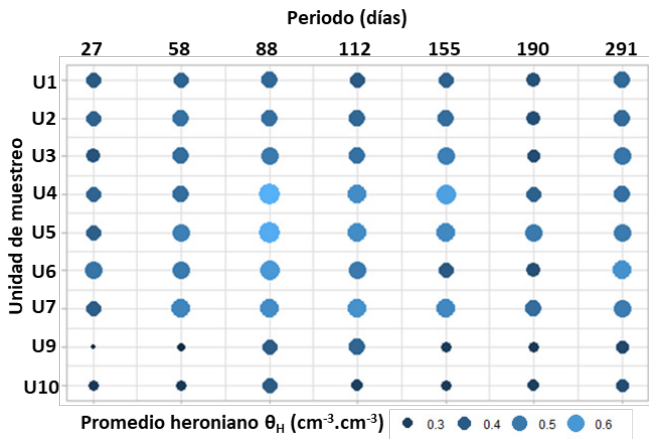 Periodo (días)
27 58 88 112 155 190 291
Unidad de muestreo
U1
U2
U3
U4
U5
U6
U7
U9
U10
Promedio heroniano θH (cm-3.cm-3) 0.3 0.4 0.5 0.6